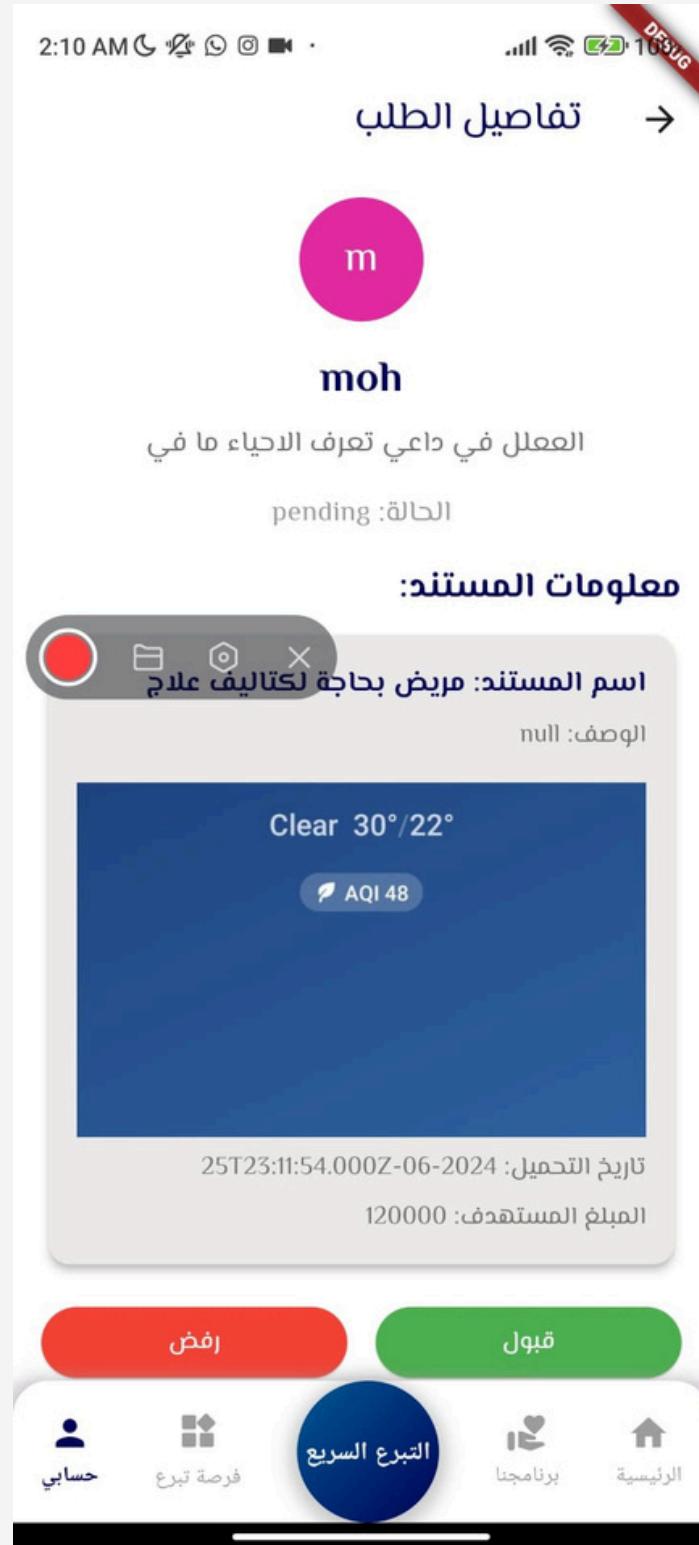 2:10 AM
DEBUG
تفاصيل الطلب
m
moh
العملل في داعي تعرف الاحياء ما في
الحالة: pending
معلومات المستند:
اسم المستند: مريض بحاجة لكتاليف علاج
الوصف: null
Clear 30°/22°
AQI 48
تاريخ التحميل: 2024-06-25T23:11:54.000Z
المبلغ المستهدف: 120000
قبول
رفض
الرئيسية
برنامجنا
التبرع السريع
فرصة تبرع
حسابي